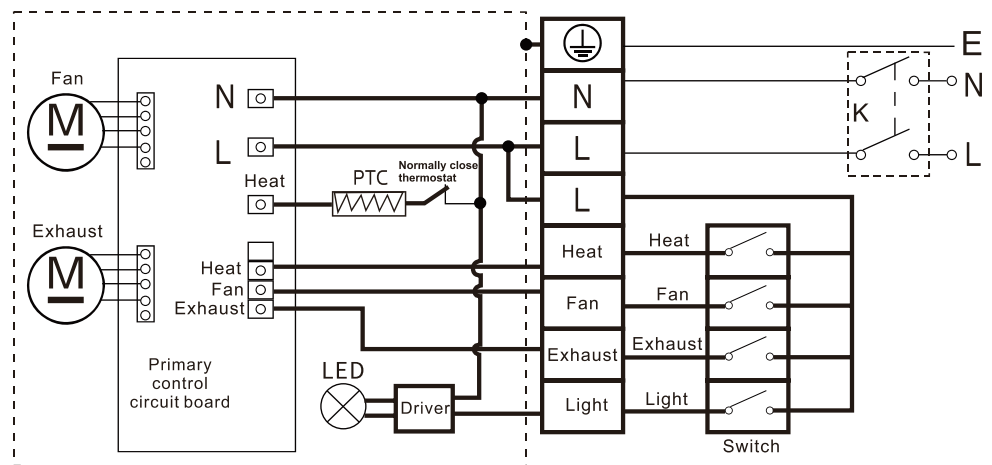 Fan
M
Exhaust
M
N
L
Heat
PTC
Normally close
thermostat
Heat
Fan
Exhaust
Primary
control
circuit board
LED
Driver
N
L
L
Heat
Fan
Exhaust
Light
Heat
Fan
Exhaust
Light
Switch
K
E
N
L